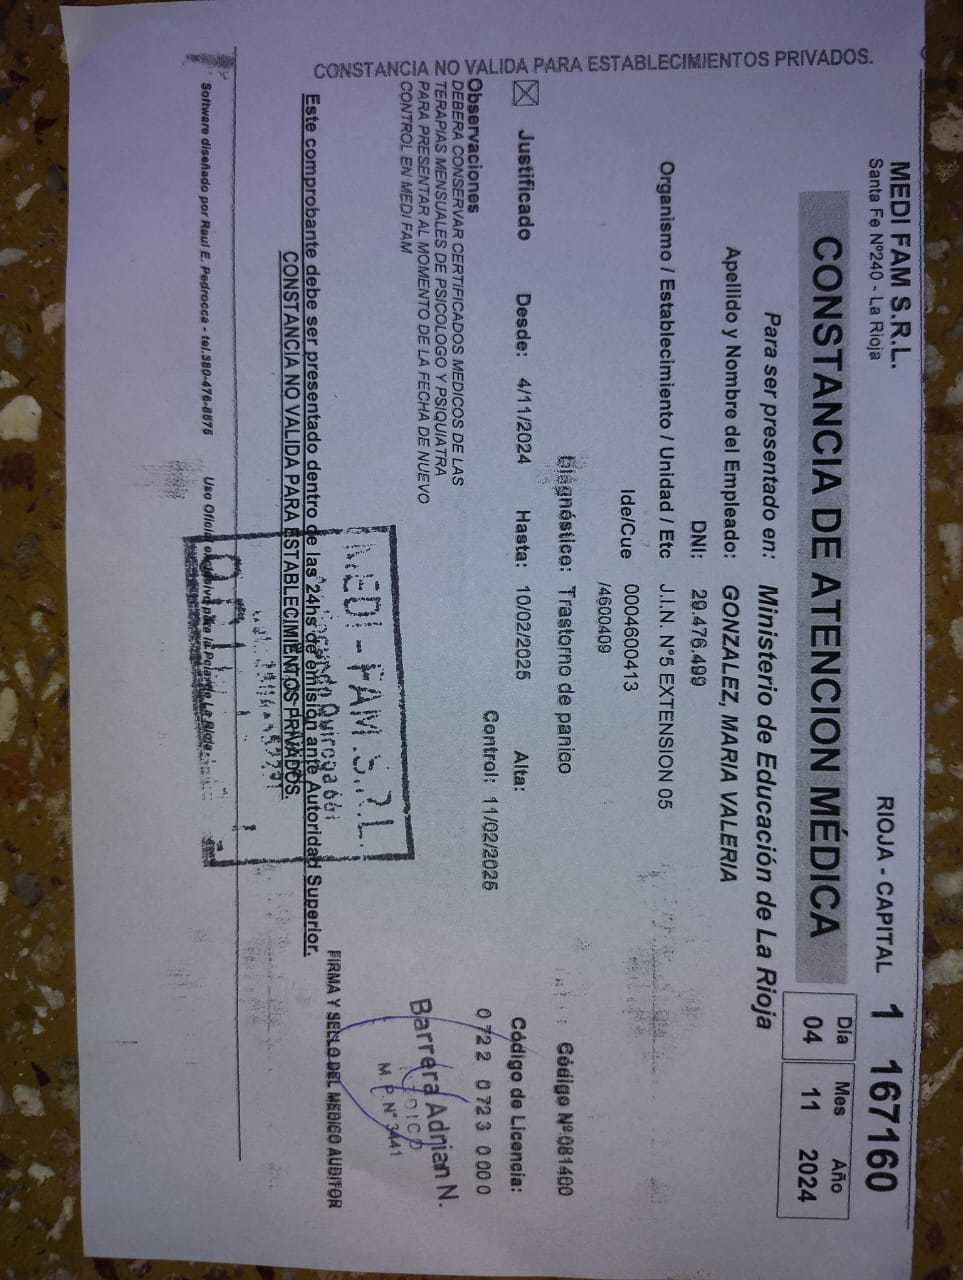 MEDI FAM S.R.L.
Santa Fe Nº240 - La Rioja
RIOJA - CAPITAL
1 167160
CONSTANCIA DE ATENCION MÉDICA
Día Mes Año
04 11 2024
Para ser presentado en: Ministerio de Educación de La Rioja
Apellido y Nombre del Empleado: GONZALEZ, MARIA VALERIA
DNI: 29.476.499
Organismo / Establecimiento / Unidad / Etc J.I.N. Nº5 EXTENSION 05
Ide/Cue 0004600413
/4600409
Diagnóstico: Trastorno de panico
Código Nº081400
Justificado Desde: 4/11/2024 Hasta: 10/02/2025 Alta:
Código de Licencia:
Control: 11/02/2025
0722 0723 0000
Observaciones
DEBERA CONSERVAR CERTIFICADOS MEDICOS DE LAS
TERAPIAS MENSUALES DE PSICOLOGO Y PSIQUIATRA
PARA PRESENTAR AL MOMENTO DE LA FECHA DE NUEVO
CONTROL EN MEDI FAM
Barrera Adrian N.
M.P.Nº 3441
MEDI-FAM.S.R.L.
FIRMA Y SELLO DEL MEDICO AUDITOR
Este comprobante debe ser presentado dentro de las 24hs de emisión ante Autoridad Superior.
CONSTANCIA NO VALIDA PARA ESTABLECIMIENTOS PRIVADOS.
Software diseñado por Raul E. Pedrocca - tel.380-476-8575
CONSTANCIA NO VALIDA PARA ESTABLECIMIENTOS PRIVADOS.